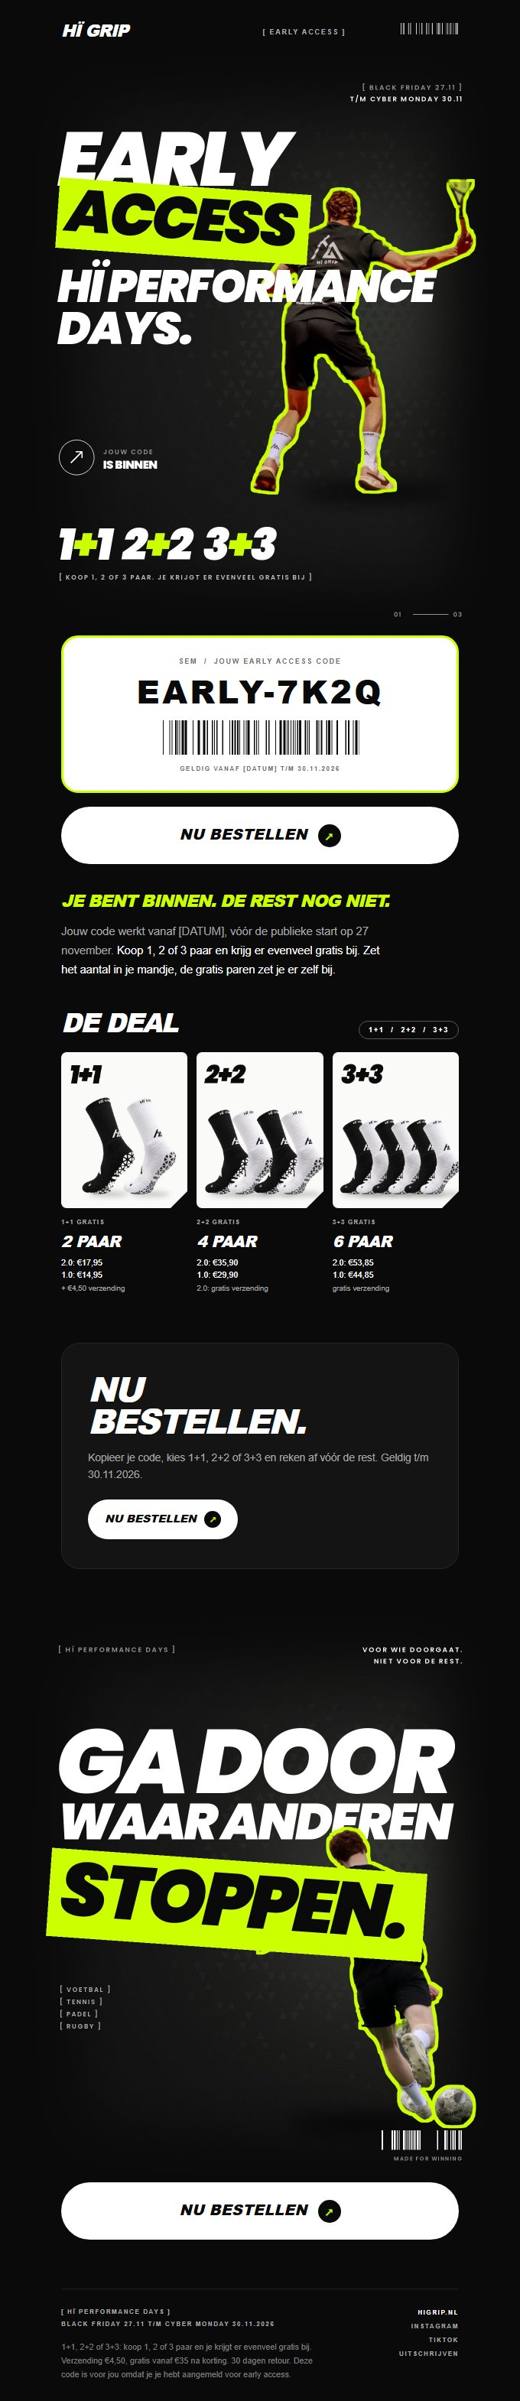 HÏ GRIP
[ EARLY ACCESS ]
[ BLACK FRIDAY 27.11 ]
T/M CYBER MONDAY 30.11
EARLY
ACCESS
HÏ PERFORMANCE
DAYS.
HÏ GRIP
JOUW CODE
IS BINNEN
1+1 2+2 3+3
[ KOOP 1, 2 OF 3 PAAR. JE KRIJGT ER EVENVEEL GRATIS BIJ ]
01 03
SEM / JOUW EARLY ACCESS CODE
EARLY-7K2Q
GELDIG VANAF [DATUM] T/M 30.11.2026
NU BESTELLEN ↗
JE BENT BINNEN. DE REST NOG NIET.
Jouw code werkt vanaf [DATUM], vóór de publieke start op 27
november. Koop 1, 2 of 3 paar en krijg er evenveel gratis bij. Zet
het aantal in je mandje, de gratis paren zet je er zelf bij.
DE DEAL
1+1 / 2+2 / 3+3
1+1
2+2
3+3
1+1 GRATIS
2 PAAR
2.0: €17,95
1.0: €14,95
+ €4,50 verzending
2+2 GRATIS
4 PAAR
2.0: €35,90
1.0: €29,90
2.0: gratis verzending
3+3 GRATIS
6 PAAR
2.0: €53,85
1.0: €44,85
gratis verzending
NU
BESTELLEN.
Kopieer je code, kies 1+1, 2+2 of 3+3 en reken af vóór de rest. Geldig t/m
30.11.2026.
NU BESTELLEN ↗
[ HÏ PERFORMANCE DAYS ]
VOOR WIE DOORGAAT.
NIET VOOR DE REST.
GA DOOR
WAAR ANDEREN
STOPPEN.
[ VOETBAL ]
[ TENNIS ]
[ PADEL ]
[ RUGBY ]
MADE FOR WINNING
NU BESTELLEN ↗
[ HÏ PERFORMANCE DAYS ]
BLACK FRIDAY 27.11 T/M CYBER MONDAY 30.11.2026
1+1, 2+2 of 3+3: koop 1, 2 of 3 paar en je krijgt er evenveel gratis bij.
Verzending €4,50, gratis vanaf €35 na korting. 30 dagen retour. Deze
code is voor jou omdat je je hebt aangemeld voor early access.
HIGRIP.NL
INSTAGRAM
TIKTOK
UITSCHRIJVEN